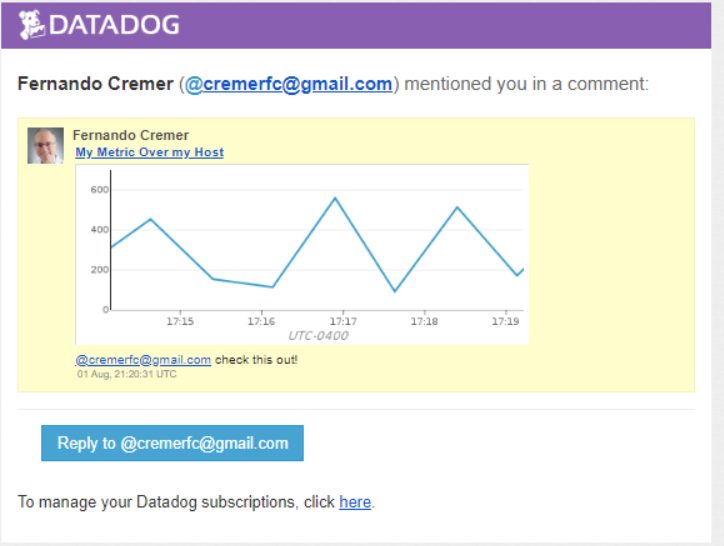 DATADOG
Fernando Cremer (@cremerfc@gmail.com) mentioned you in a comment:
Fernando Cremer
My Metric Over my Host
600
400
200
0
17:15 17:16 17:17 17:18 17:19
UTC-0400
@cremerfc@gmail.com check this out!
01 Aug, 21:20:31 UTC
Reply to @cremerfc@gmail.com
To manage your Datadog subscriptions, click here.